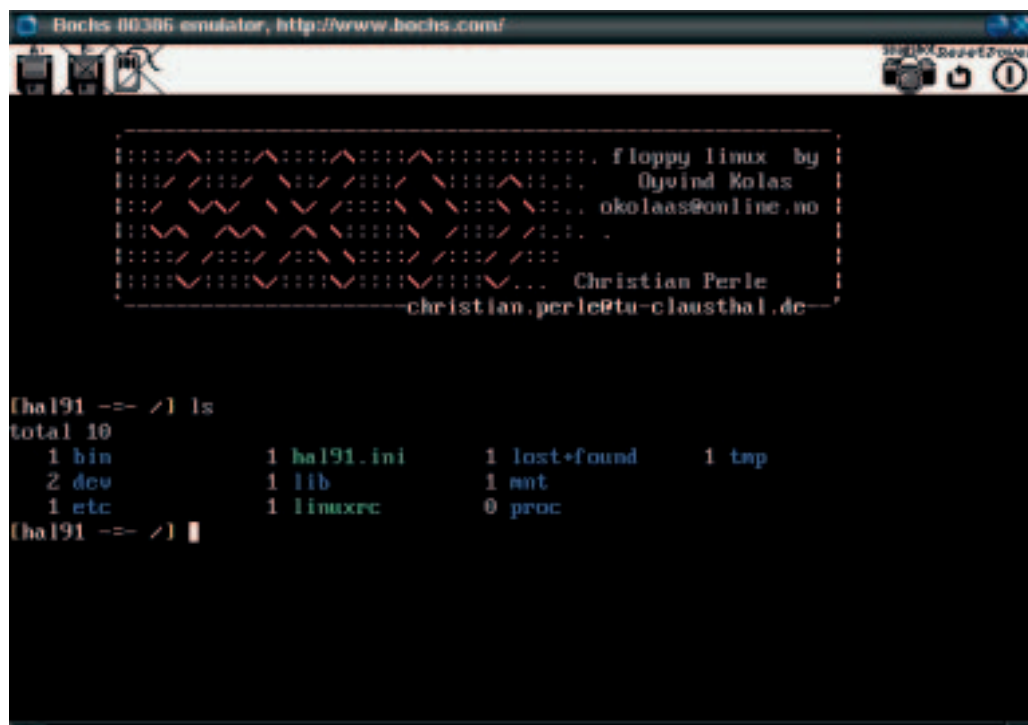 Bochs 80386 emulator, http://www.bochs.com/
Reset Power
floppy linux by
Oyvind Kolas
okolaas@online.no
Christian Perle
christian.perle@tu-clausthal.de
[hal91 -=- /] ls
total 10
1 bin 1 hal91.ini 1 lost+found 1 tmp
2 dev 1 lib 1 mnt
1 etc 1 linuxrc 0 proc
[hal91 -=- /]